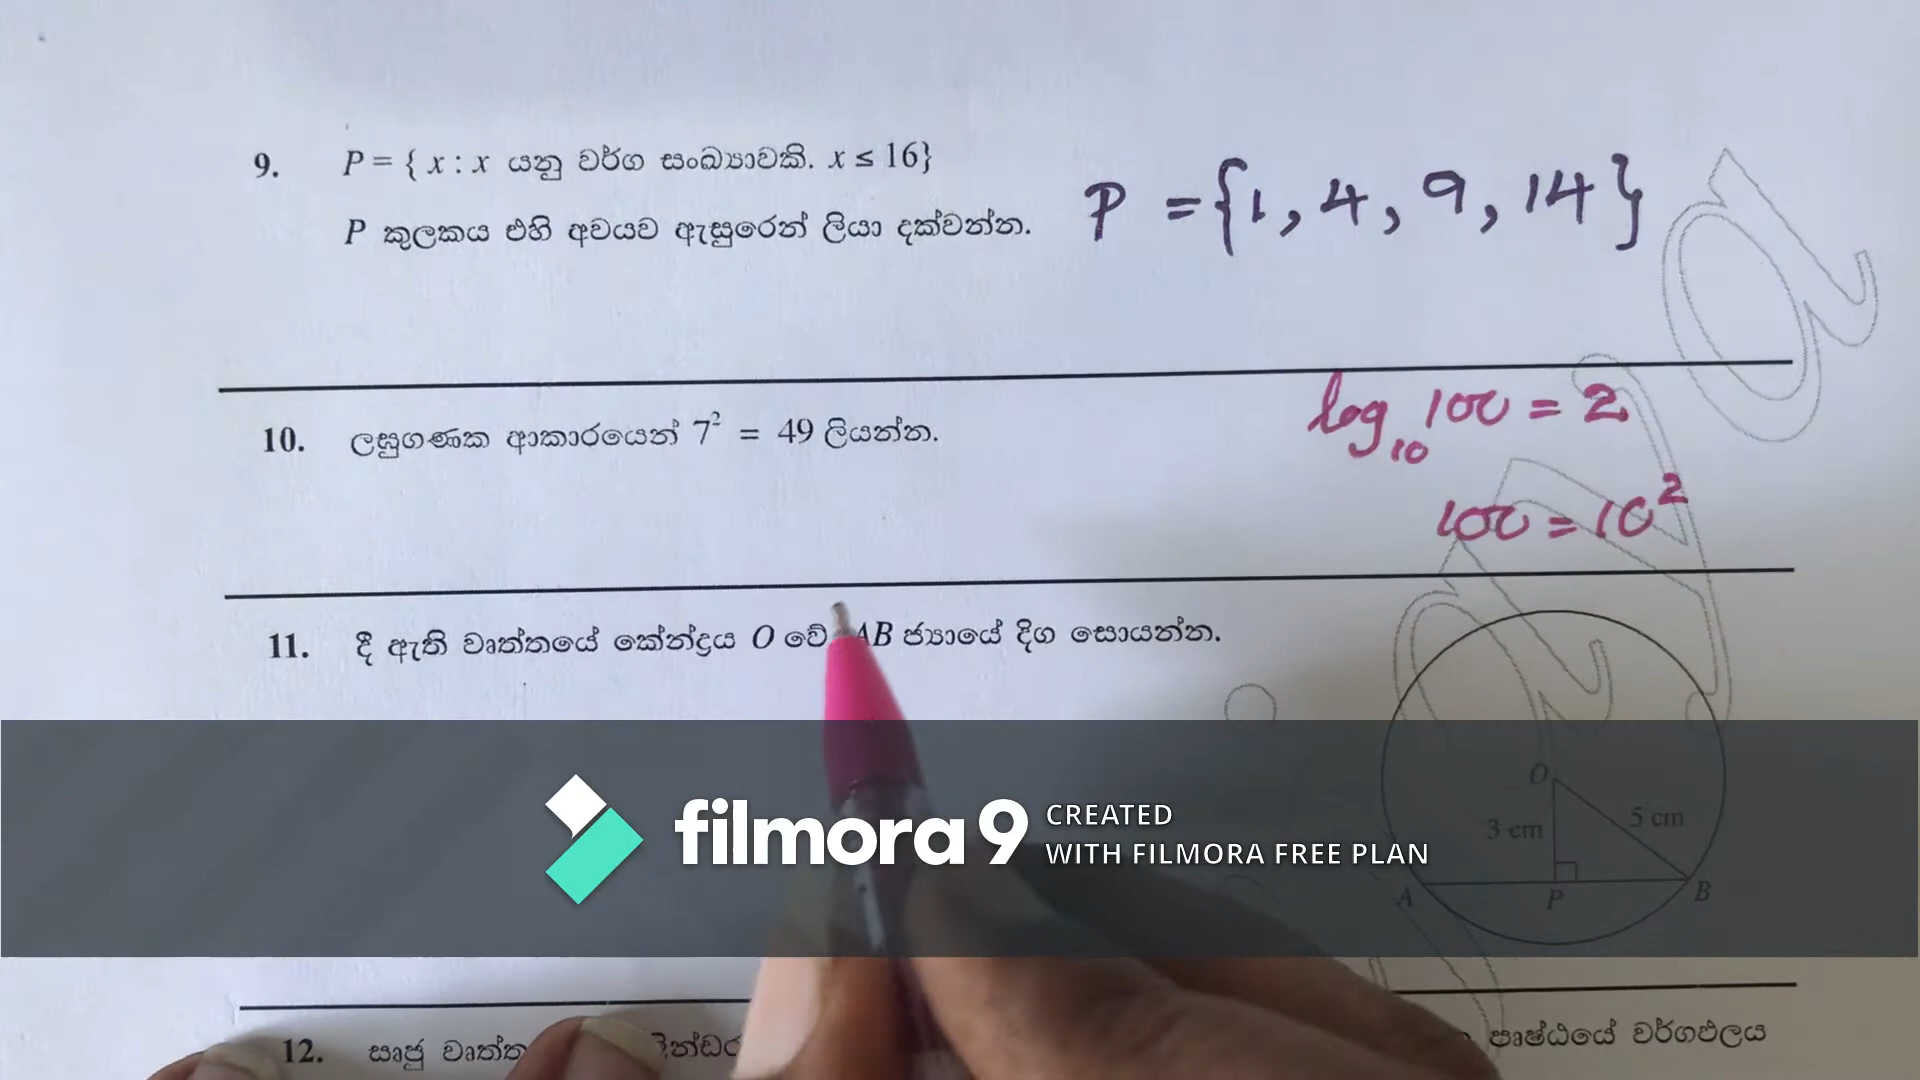 9. P = { x : x යනු වර්ග සංඛ්‍යාවකි. x ≤ 16}
P කුලකය එහි අවයව ඇසුරෙන් ලියා දක්වන්න.
P = {1, 4, 9, 14}
10. ලඝුගණක ආකාරයෙන් 7² = 49 ලියන්න.
log₁₀ 100 = 2
100 = 10²
11. දී ඇති වෘත්තයේ කේන්ද්‍රය O වේ AB ජ්‍යායේ දිග සොයන්න.
O
3 cm 5 cm
A P B
filmora9 CREATED
WITH FILMORA FREE PLAN
12. සෘජු වෘත්ත පෘෂ්ඨයේ වර්ගඵලය